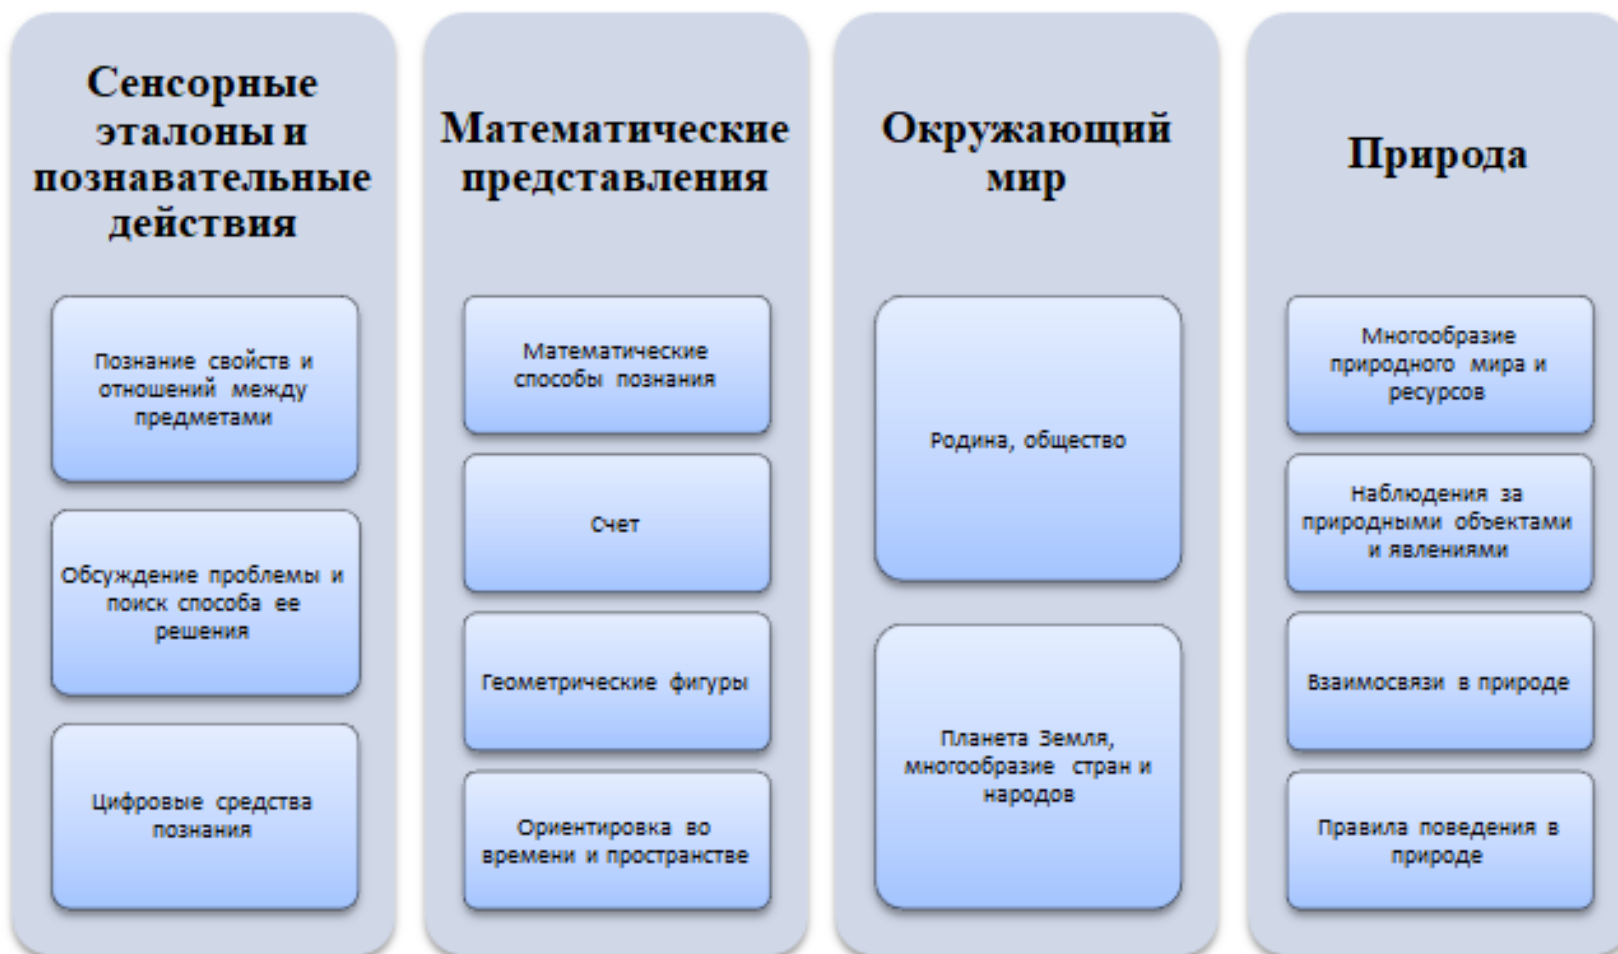 Сенсорные
эталоны и
познавательные
действия
Познание свойств и
отношений между
предметами
Обсуждение проблемы и
поиск способа ее
решения
Цифровые средства
познания
Математические
представления
Математические
способы познания
Счет
Геометрические фигуры
Ориентировка во
времени и пространстве
Окружающий
мир
Родина, общество
Планета Земля,
многообразие стран и
народов
Природа
Многообразие
природного мира и
ресурсов
Наблюдения за
природными объектами
и явлениями
Взаимосвязи в природе
Правила поведения в
природе